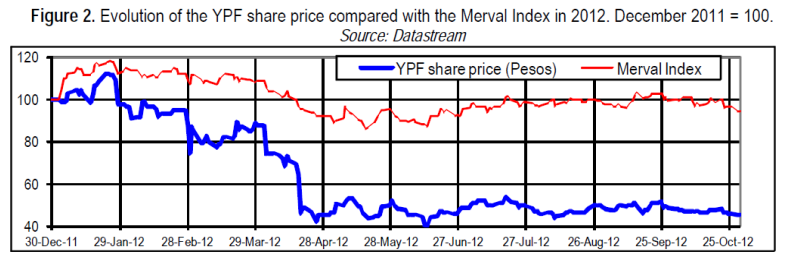 Figure 2. Evolution of the YPF share price compared with the Merval Index in 2012. December 2011 = 100.
Source: Datastream
120
YPF share price (Pesos) Merval Index
100
80
60
40
30-Dec-11 29-Jan-12 28-Feb-12 29-Mar-12 28-Apr-12 28-May-12 27-Jun-12 27-Jul-12 26-Aug-12 25-Sep-12 25-Oct-12